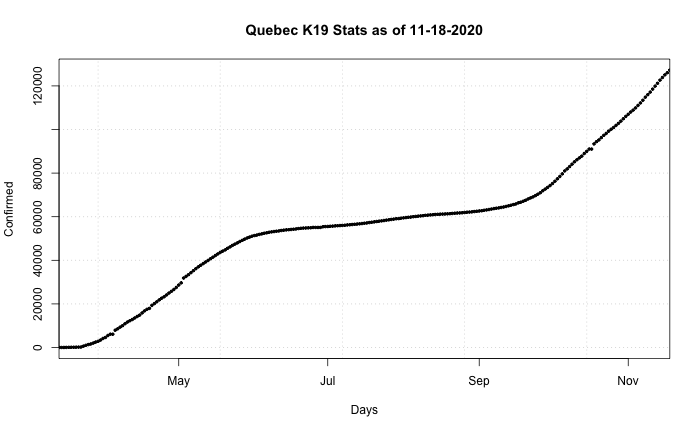 Quebec K19 Stats as of 11-18-2020
Confirmed
120000
80000
60000
40000
20000
0
May Jul Sep Nov
Days